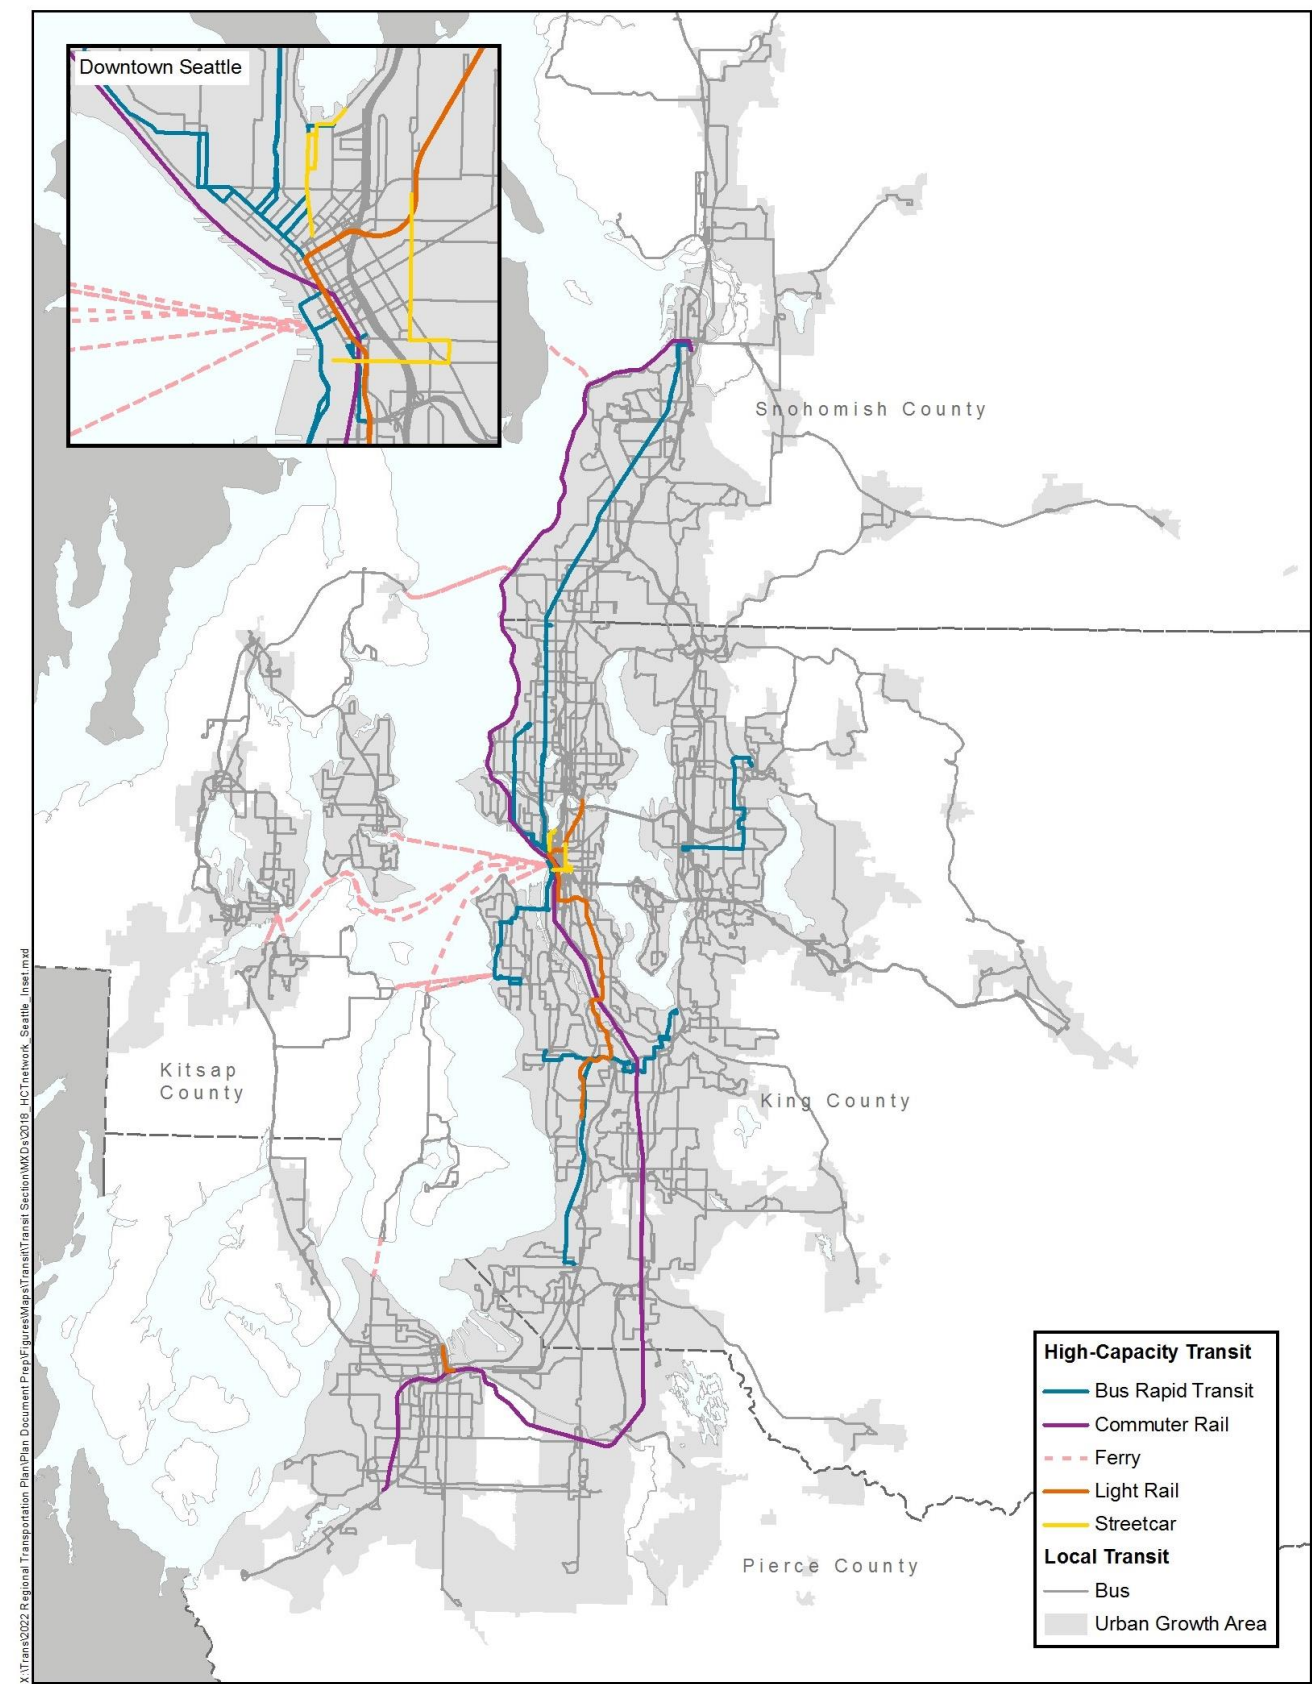 Downtown Seattle
Snohomish County
Kitsap
County
King County
Pierce County
High-Capacity Transit
Bus Rapid Transit
Commuter Rail
Ferry
Light Rail
Streetcar
Local Transit
Bus
Urban Growth Area
X:\Trans\2022 Regional Transportation Plan\Plan Document Prep\Figures\Maps\Transit\Transit Section\MXDs\2018_HCTnetwork_Seattle_Inset.mxd